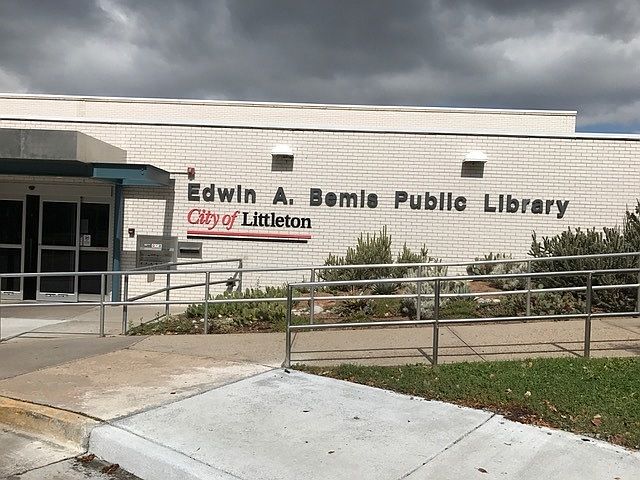 Edwin A. Bemis Public Library
City of Littleton